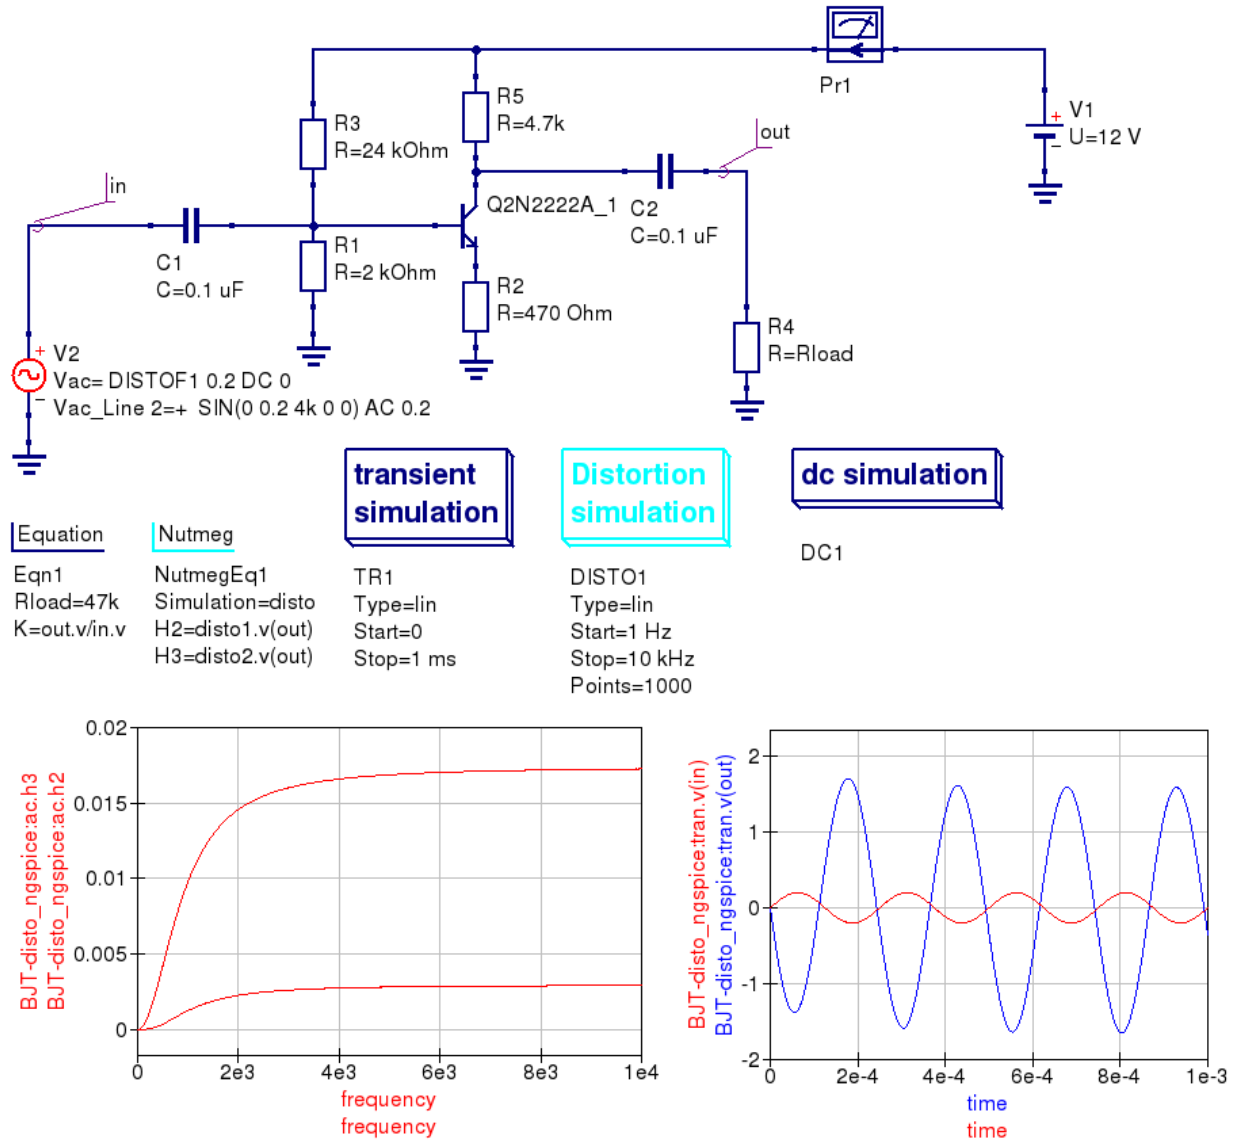 Pr1
R5
R=4.7k
V1
U=12 V
R3
R=24 kOhm
out
in
Q2N2222A_1
C2
C=0.1 uF
R1
R=2 kOhm
C1
C=0.1 uF
R2
R=470 Ohm
R4
R=Rload
V2
Vac= DISTOF1 0.2 DC 0
Vac_Line 2=+ SIN(0 0.2 4k 0 0) AC 0.2
transient
simulation
Distortion
simulation
dc simulation
Equation
Nutmeg
Eqn1
Rload=47k
K=out.v/in.v
NutmegEq1
Simulation=disto
H2=disto1.v(out)
H3=disto2.v(out)
TR1
Type=lin
Start=0
Stop=1 ms
DISTO1
Type=lin
Start=1 Hz
Stop=10 kHz
Points=1000
DC1
BJT-disto_ngspice:ac.h3
BJT-disto_ngspice:ac.h2
0.02
0.015
0.01
0.005
0
0
2e3
4e3
6e3
8e3
1e4
frequency
frequency
BJT-disto_ngspice:tran.v(in)
BJT-disto_ngspice:tran.v(out)
2
1
0
-1
-2
0
2e-4
4e-4
6e-4
8e-4
1e-3
time
time